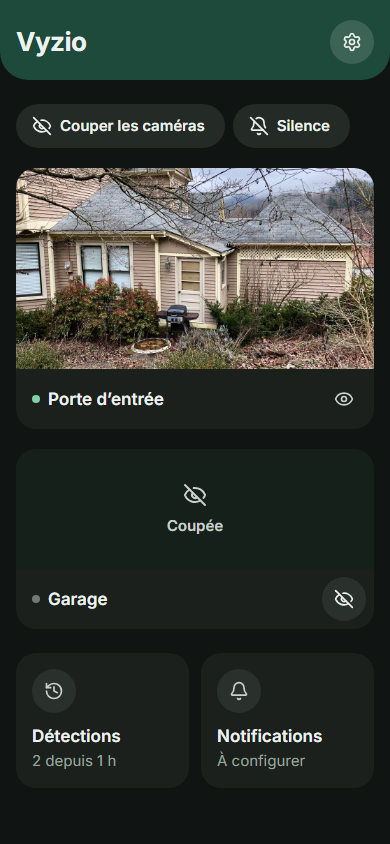 Vyzio
Couper les caméras
Silence
Porte d’entrée
Coupée
Garage
Détections
2 depuis 1 h
Notifications
À configurer